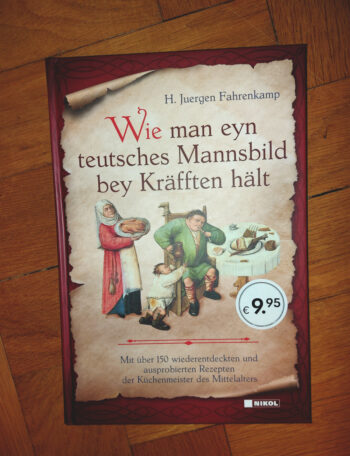 H. Juergen Fahrenkamp
Wie man eyn
teutsches Mannsbild
bey Kräfften hält
€ 9.95
Mit über 150 wiederentdeckten und
ausprobierten Rezepten
der Küchenmeister des Mittelalters
NIKOL